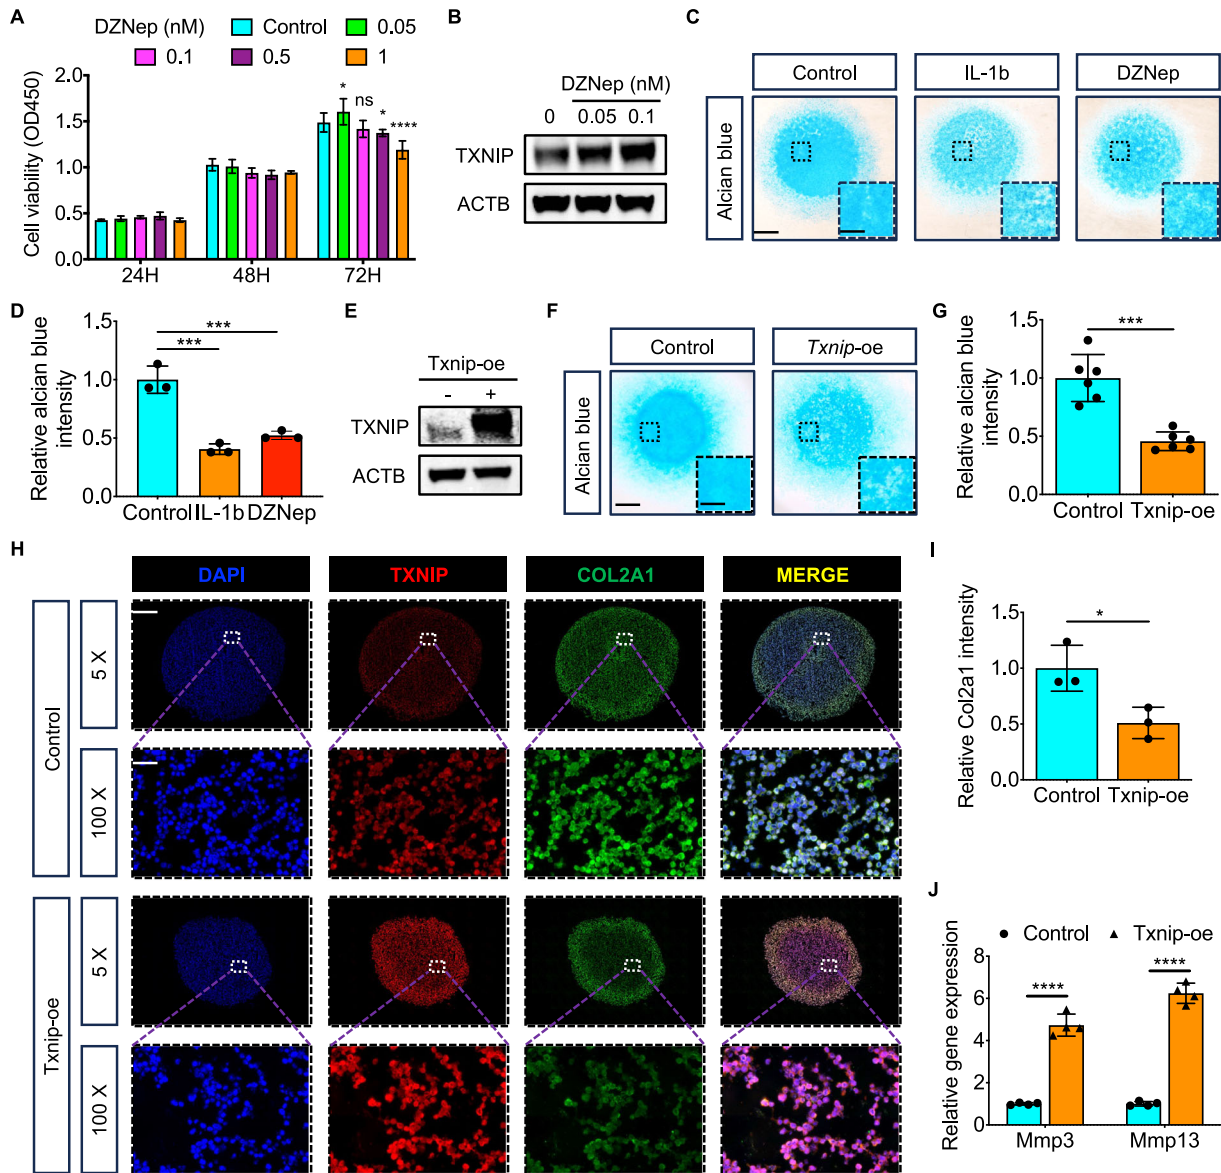 A
DZNep (nM)
Control
0.05
0.1
0.5
1
Cell viability (OD450)
2.0
1.5
1.0
0.5
0.0
*
ns
*
****
24H
48H
72H
B
DZNep (nM)
0
0.05
0.1
TXNIP
ACTB
C
Control
IL-1b
DZNep
Alcian blue
D
Relative alcian blue
intensity
1.5
1.0
0.5
0.0
***
***
Control
IL-1b
DZNep
E
Txnip-oe
-
+
TXNIP
ACTB
F
Control
Txnip-oe
Alcian blue
G
Relative alcian blue
intensity
1.5
1.0
0.5
0.0
***
Control
Txnip-oe
H
DAPI
TXNIP
COL2A1
MERGE
Control
5 X
100 X
Txnip-oe
5 X
100 X
I
Relative Col2a1 intensity
1.5
1.0
0.5
0.0
*
Control
Txnip-oe
J
Control
Txnip-oe
Relative gene expression
8
6
4
2
0
****
****
Mmp3
Mmp13